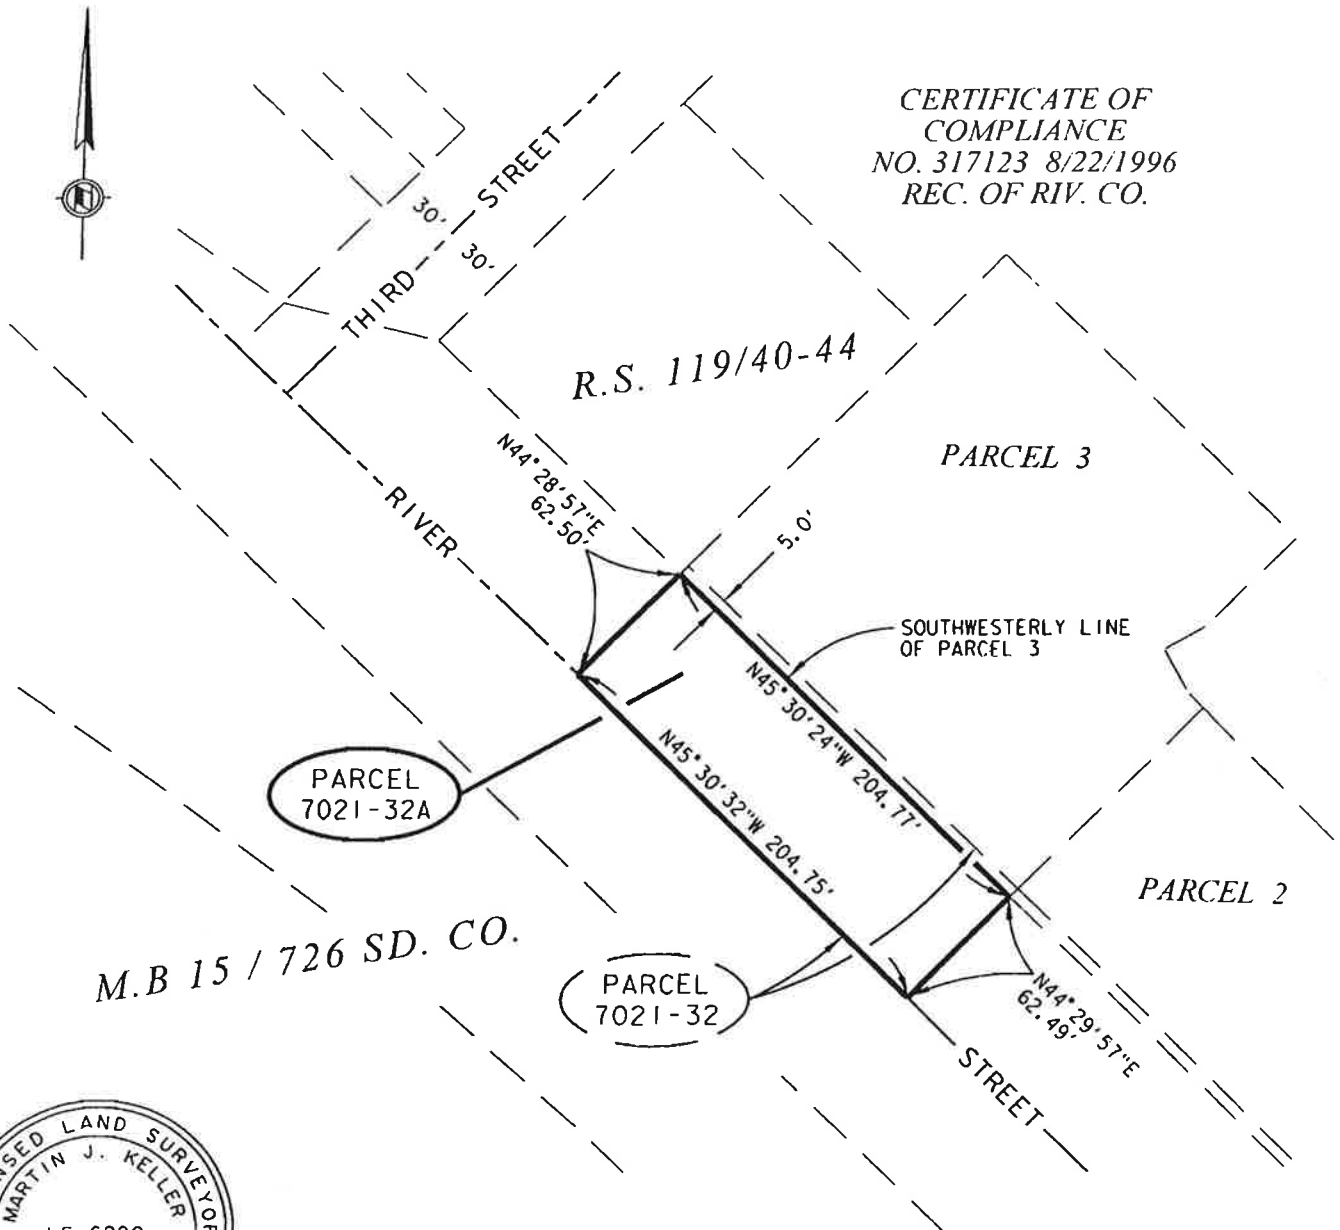 CERTIFICATE OF
COMPLIANCE
NO. 317123 8/22/1996
REC. OF RIV. CO.
THIRD STREET
30'
30'
R.S. 119/40-44
PARCEL 3
N44°28'57"E
62.50'
RIVER
5.0'
SOUTHWESTERLY LINE
OF PARCEL 3
N45°30'24"W 204.77'
N45°30'32"W 204.75'
PARCEL
7021-32A
PARCEL 2
M.B 15 / 726 SD. CO.
PARCEL
7021-32
N44°29'57"E
62.49'
STREET
LAND SURVEYOR
MARTIN J. KELLER